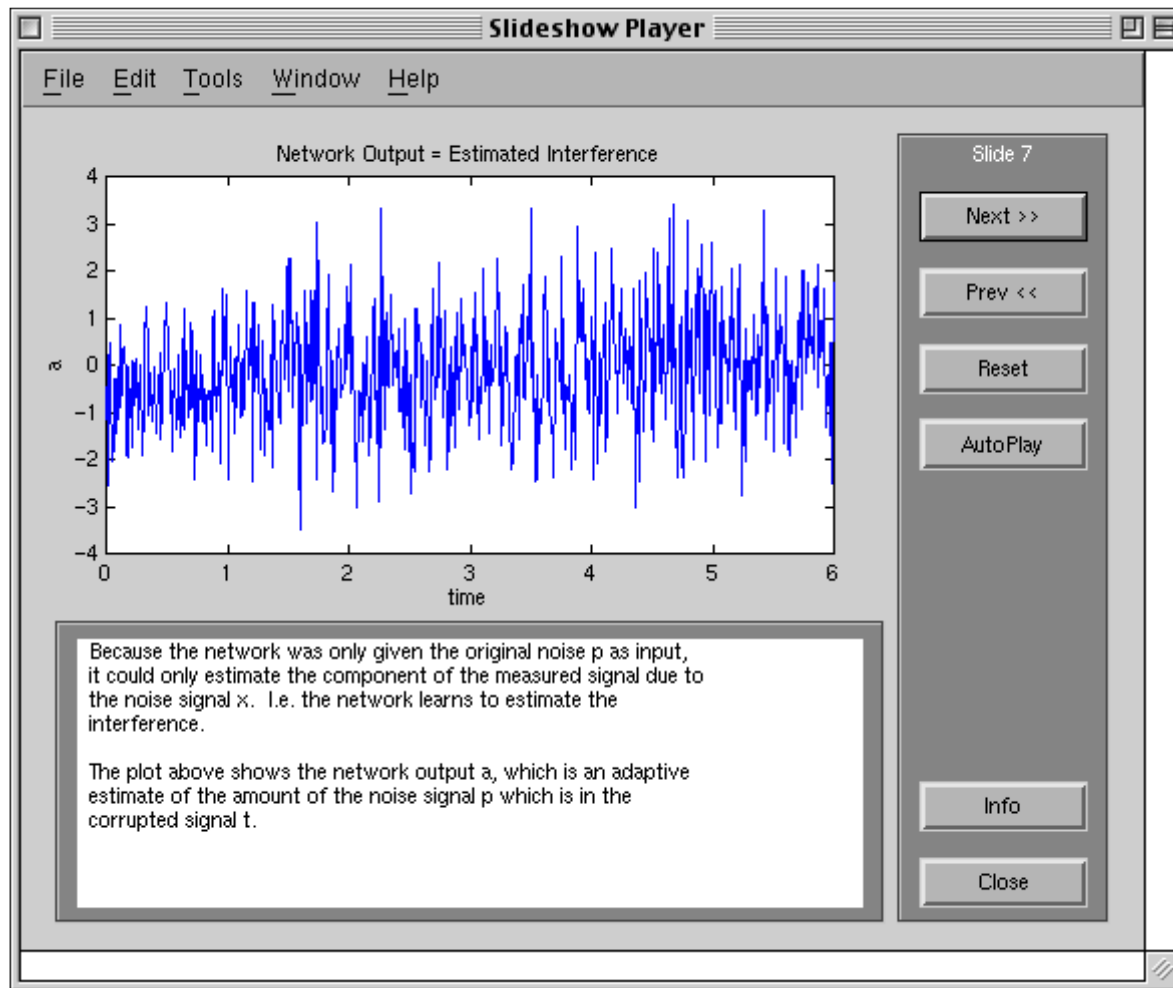 Slideshow Player
File Edit Tools Window Help
Network Output = Estimated Interference
4
3
2
1
0
−1
−2
−3
−4
a
0 1 2 3 4 5 6
time
Because the network was only given the original noise p as input,
it could only estimate the component of the measured signal due to
the noise signal x.  I.e. the network learns to estimate the
interference.
The plot above shows the network output a, which is an adaptive
estimate of the amount of the noise signal p which is in the
corrupted signal t.
Slide 7
Next >>
Prev <<
Reset
AutoPlay
Info
Close